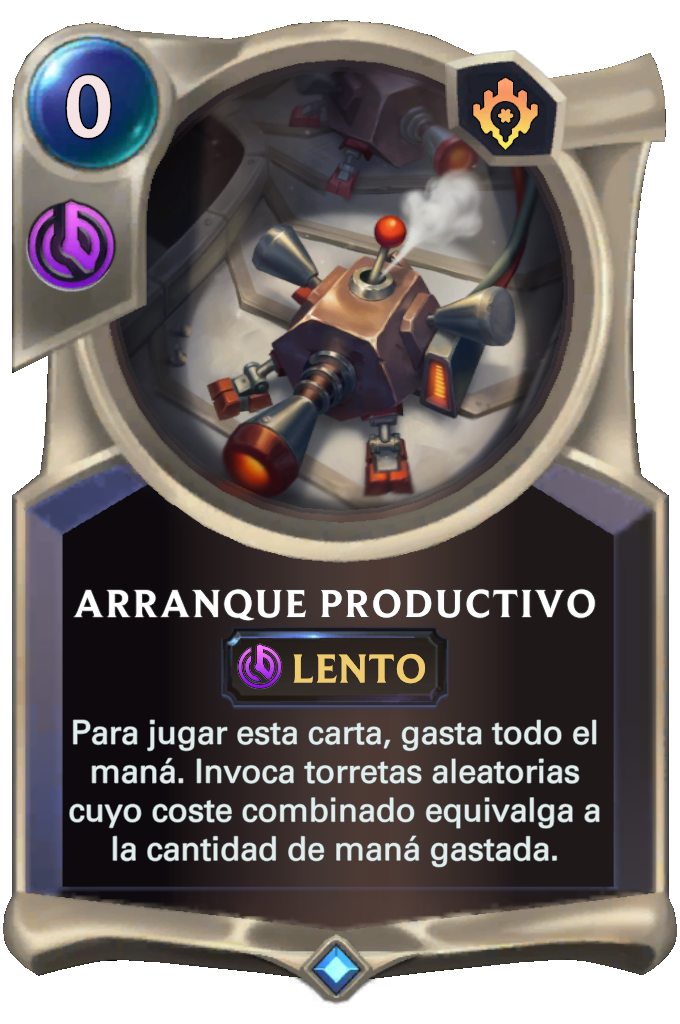 0
ARRANQUE PRODUCTIVO
LENTO
Para jugar esta carta, gasta todo el
maná. Invoca torretas aleatorias
cuyo coste combinado equivalga a
la cantidad de maná gastada.